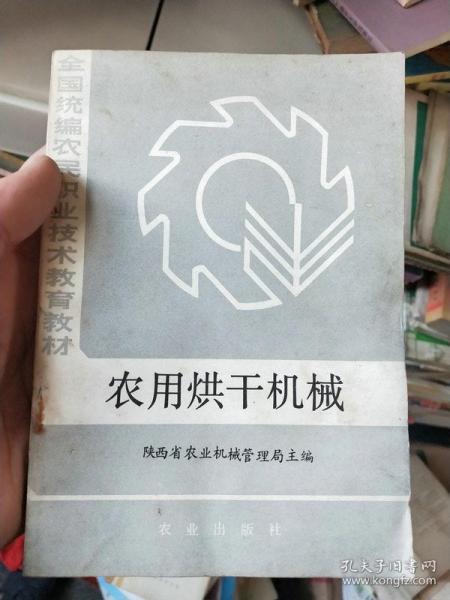 全国统编农民职业技术教育教材
农用烘干机械
陕西省农业机械管理局主编
农业出版社
孔夫子旧书网
www.kongfz.com